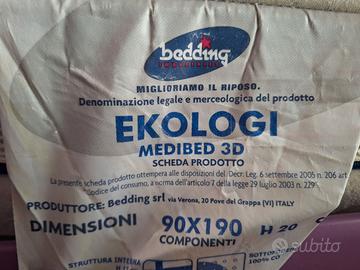 bedding
MIGLIORIAMO IL RIPOSO.
Denominazione legale e merceologica del prodotto
EKOLOGI
MEDIBED 3D
SCHEDA PRODOTTO
La presente scheda prodotto ottempera alle disposizioni del Decr. Leg. 6 settembre 2005 n. 206 art
"Codice del consumo, a norma dell'articolo 7 della legge 29 luglio 2003 n. 229"
PRODUTTORE: Bedding srl via Verona, 20 Pove del Grappa (VI) ITALY
DIMENSIONI 90X190 H 20 C
COMPONENTI
STRUTTURA INTERNA
100% CO
subito